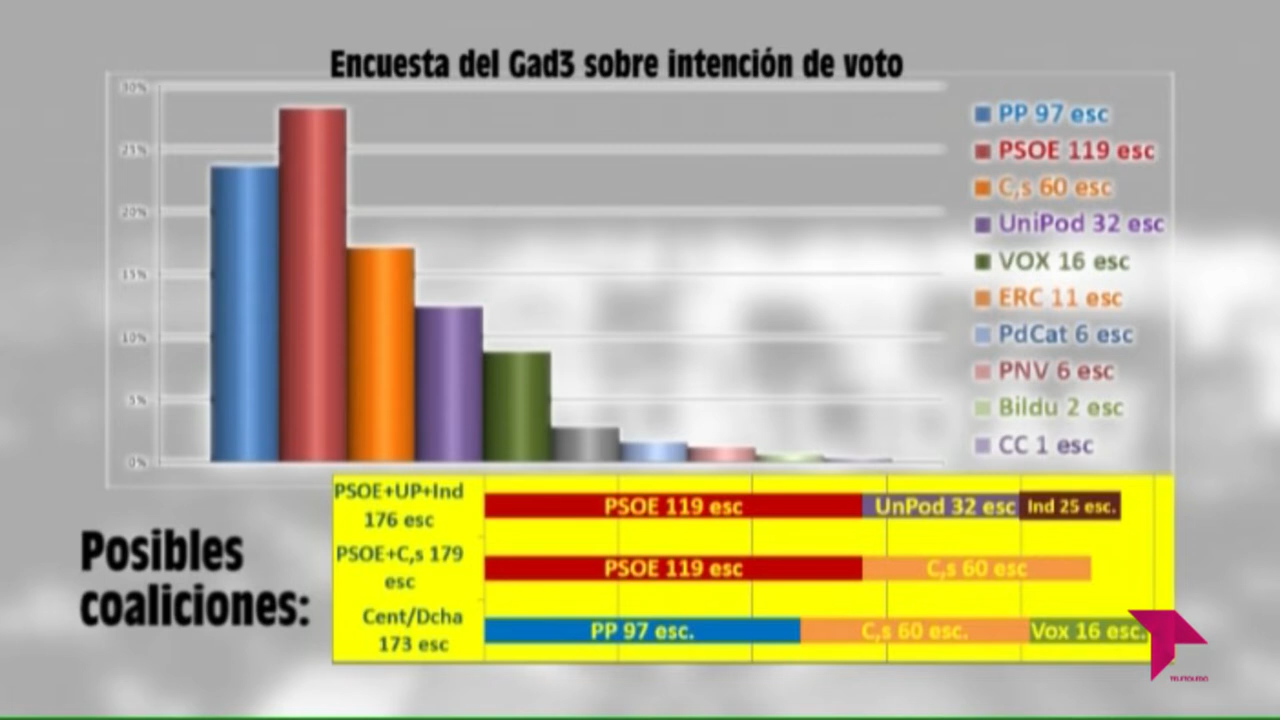 Encuesta del Gad3 sobre intención de voto
30%
25%
20%
15%
10%
5%
0%
PP 97 esc
PSOE 119 esc
C,s 60 esc
UniPod 32 esc
VOX 16 esc
ERC 11 esc
PdCat 6 esc
PNV 6 esc
Bildu 2 esc
CC 1 esc
Posibles
coaliciones:
PSOE+UP+Ind
176 esc
PSOE 119 esc
UnPod 32 esc
Ind 25 esc.
PSOE+C,s 179
esc
PSOE 119 esc
C,s 60 esc
Cent/Dcha
173 esc
PP 97 esc.
C,s 60 esc.
Vox 16 esc.
TELETOLEDO